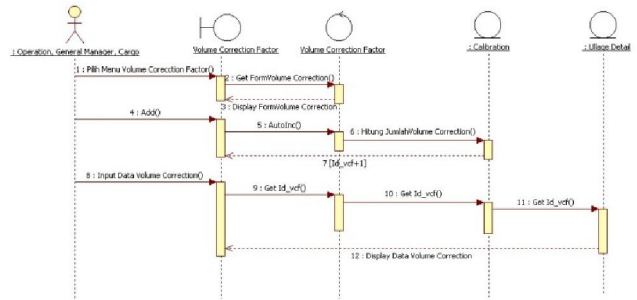 : Operation, General Manager, Cargo
Volume Correction Factor
Volume Correction Factor
: Calibration
: Ullage Detail
1 : Pilih Menu Volume Corecction Factor()
2 : Get FormVolume Correction()
3 : Display FormVolume Correction
4 : Add()
5 : AutoInc()
6 : Hitung JumlahVolume Correction()
7 [Id_vcf+1]
8 : Input Data Volume Correction()
9 : Get Id_vcf()
10 : Get Id_vcf()
11 : Get Id_vcf()
12 : Display Data Volume Correction